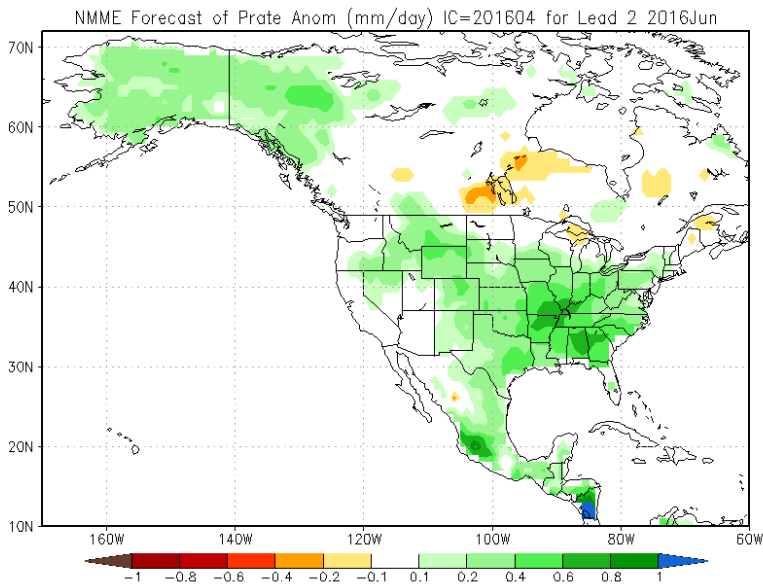 NMME Forecast of Prate Anom (mm/day) IC=201604 for Lead 2 2016Jun
70N
60N
50N
40N
30N
20N
10N
160W 140W 120W 100W 80W 60W
-1 -0.8 -0.6 -0.4 -0.2 -0.1 0.1 0.2 0.4 0.6 0.8 1